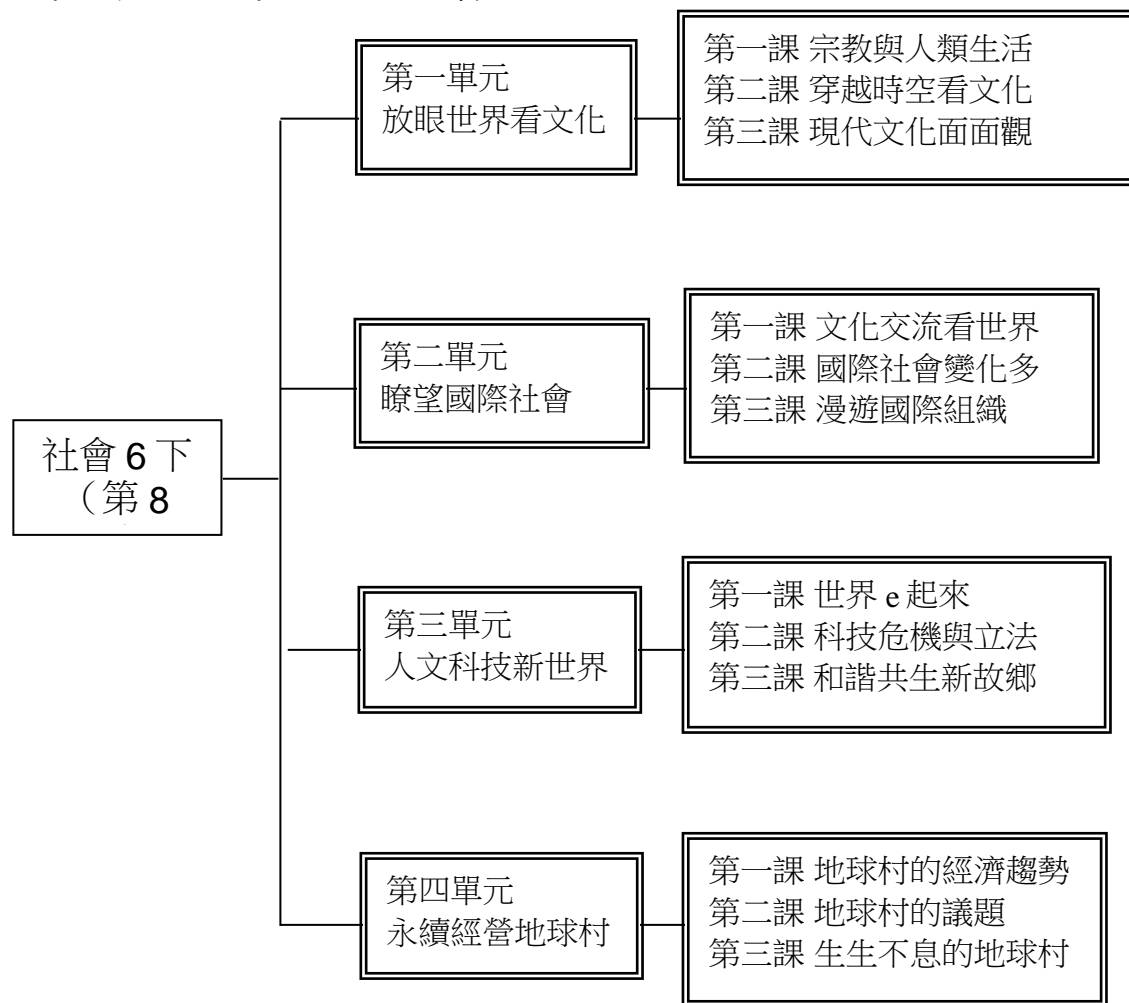 第一單元
放眼世界看文化
第一課 宗教與人類生活
第二課 穿越時空看文化
第三課 現代文化面面觀
第二單元
瞭望國際社會
第一課 文化交流看世界
第二課 國際社會變化多
第三課 漫遊國際組織
社會 6 下
（第 8
第三單元
人文科技新世界
第一課 世界 e 起來
第二課 科技危機與立法
第三課 和諧共生新故鄉
第四單元
永續經營地球村
第一課 地球村的經濟趨勢
第二課 地球村的議題
第三課 生生不息的地球村